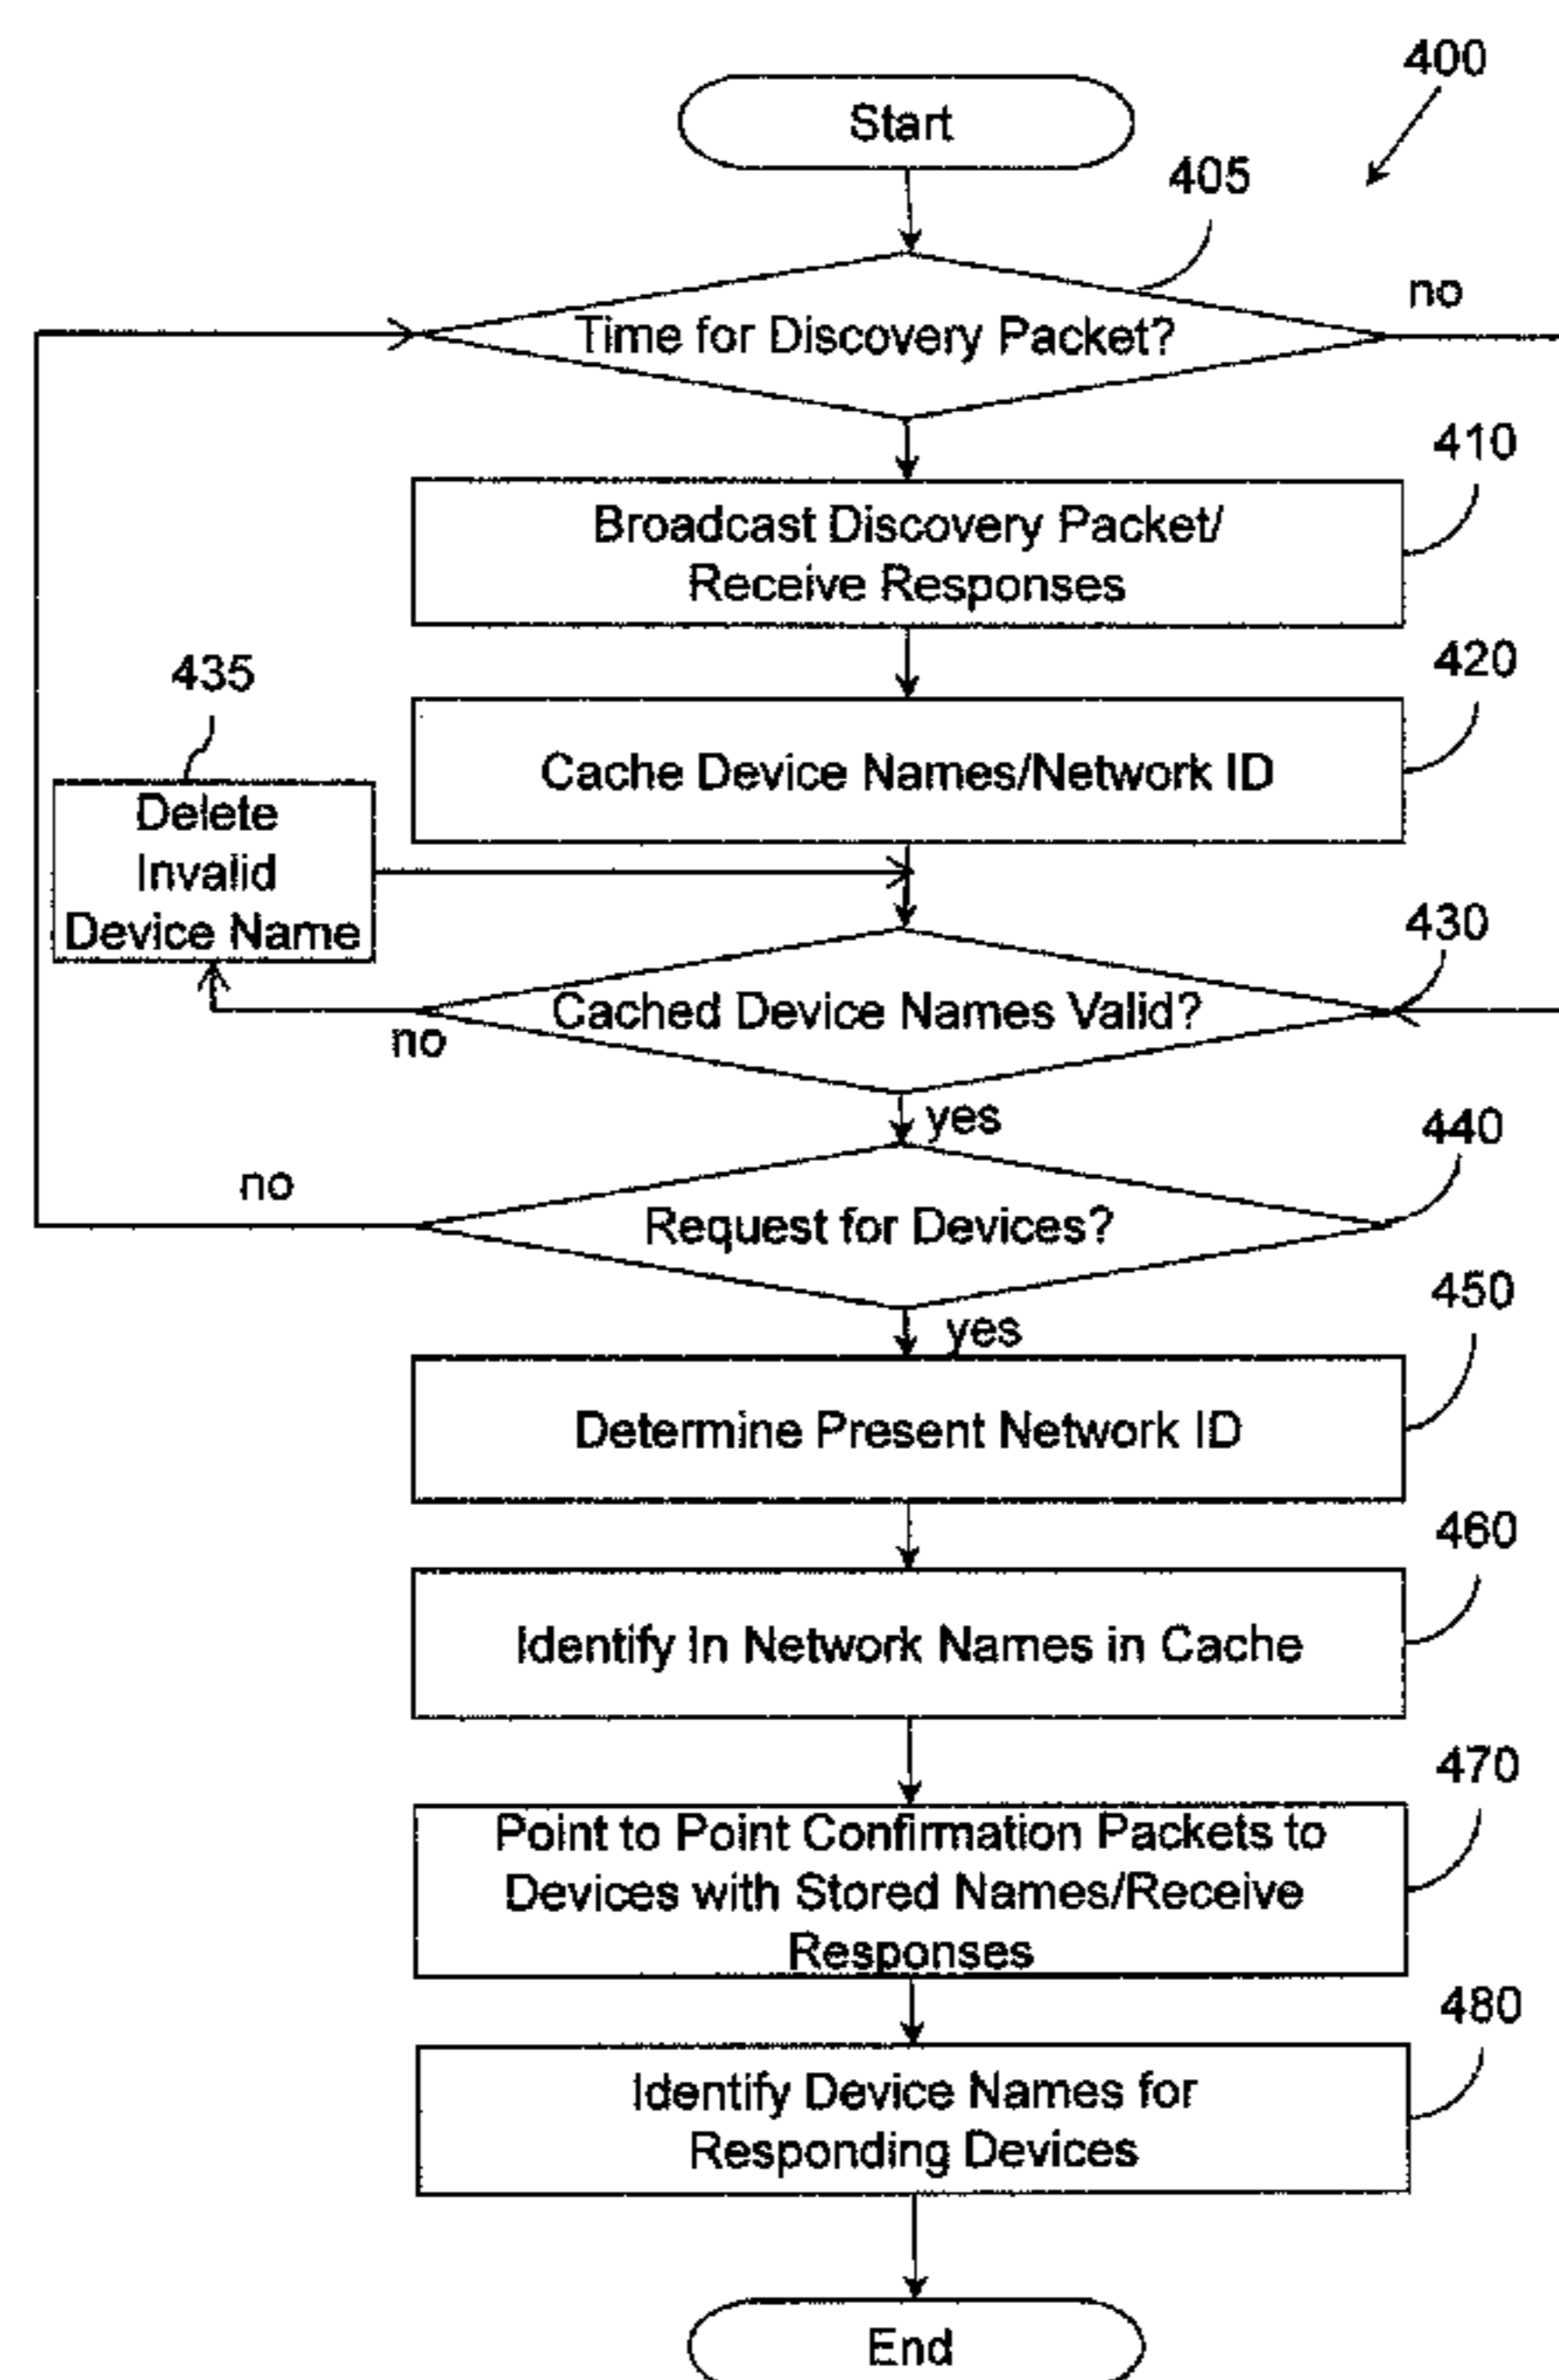 400
Start
405
Time for Discovery Packet?
no
410
Broadcast Discovery Packet/
Receive Responses
420
Cache Device Names/Network ID
435
Delete
Invalid
Device Name
430
Cached Device Names Valid?
no
yes
440
Request for Devices?
no
yes
450
Determine Present Network ID
460
Identify In Network Names in Cache
470
Point to Point Confirmation Packets to
Devices with Stored Names/Receive
Responses
480
Identify Device Names for
Responding Devices
End